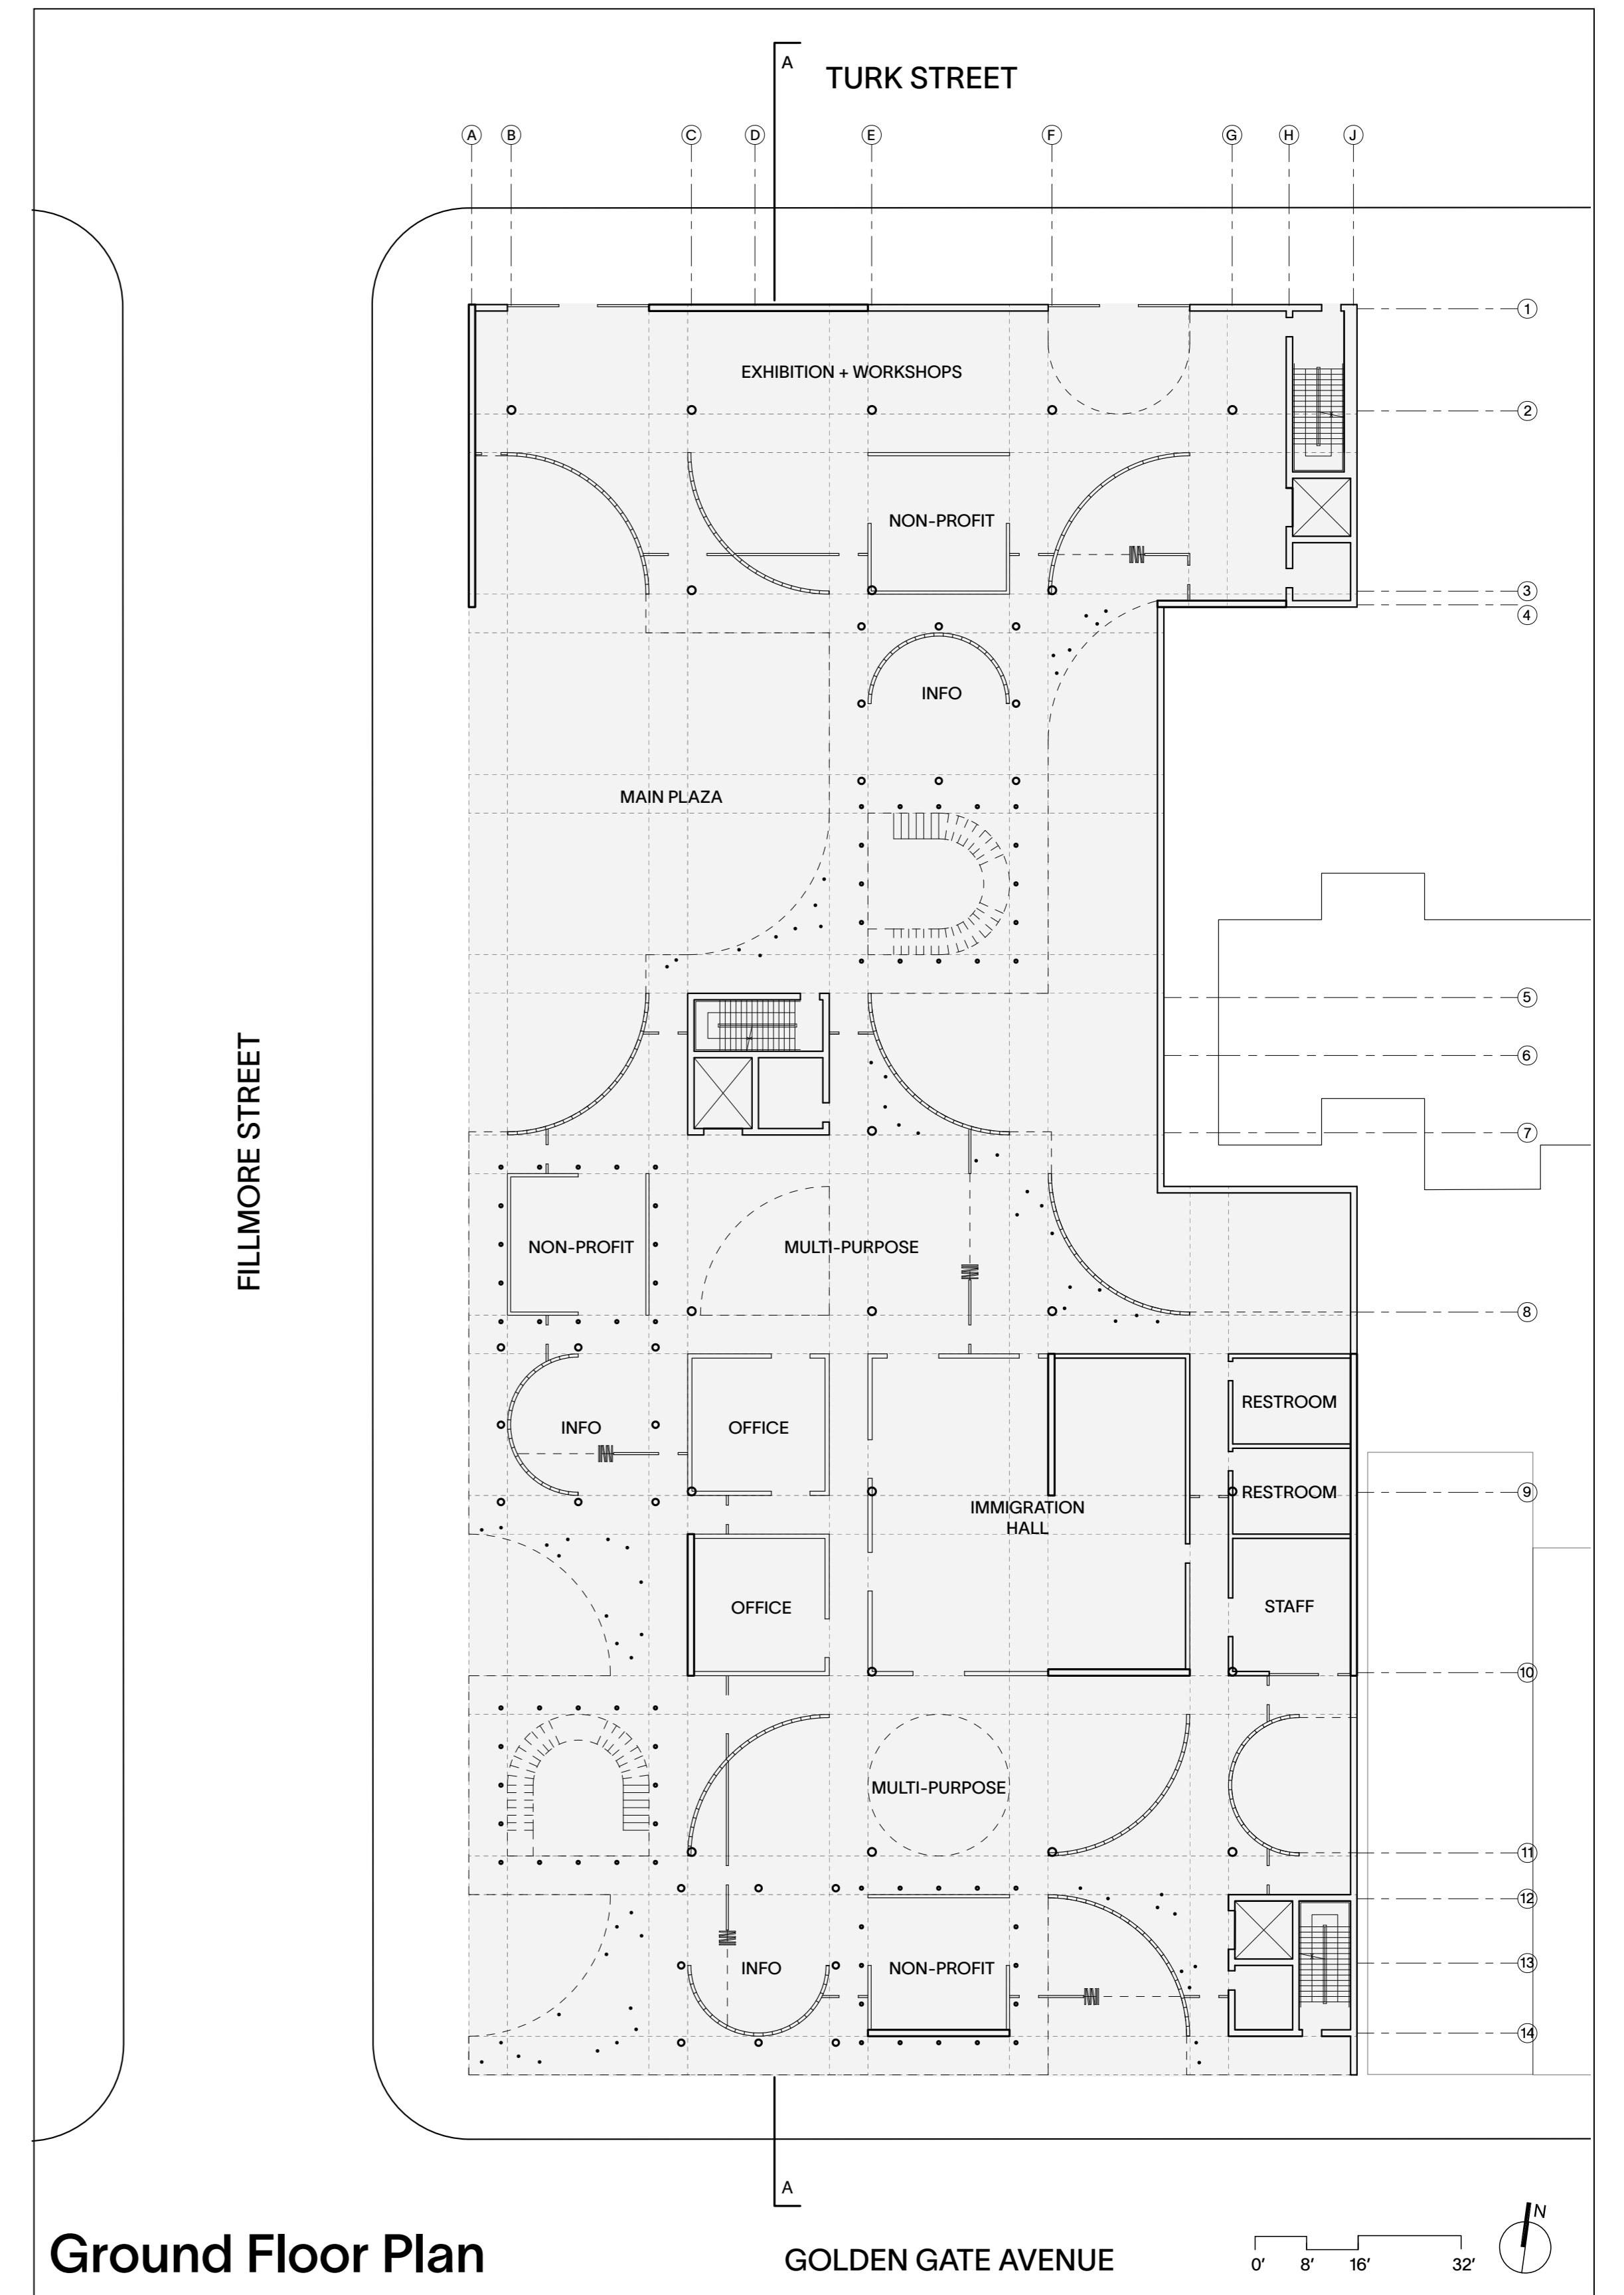 A
TURK STREET
A
B
C
D
E
F
G
H
J
1
EXHIBITION + WORKSHOPS
2
NON-PROFIT
3
4
INFO
MAIN PLAZA
5
6
7
FILLMORE STREET
NON-PROFIT
MULTI-PURPOSE
8
RESTROOM
INFO
OFFICE
RESTROOM
9
IMMIGRATION
HALL
OFFICE
STAFF
10
MULTI-PURPOSE
11
12
INFO
NON-PROFIT
13
14
A
N
Ground Floor Plan
GOLDEN GATE AVENUE
0'
8'
16'
32'